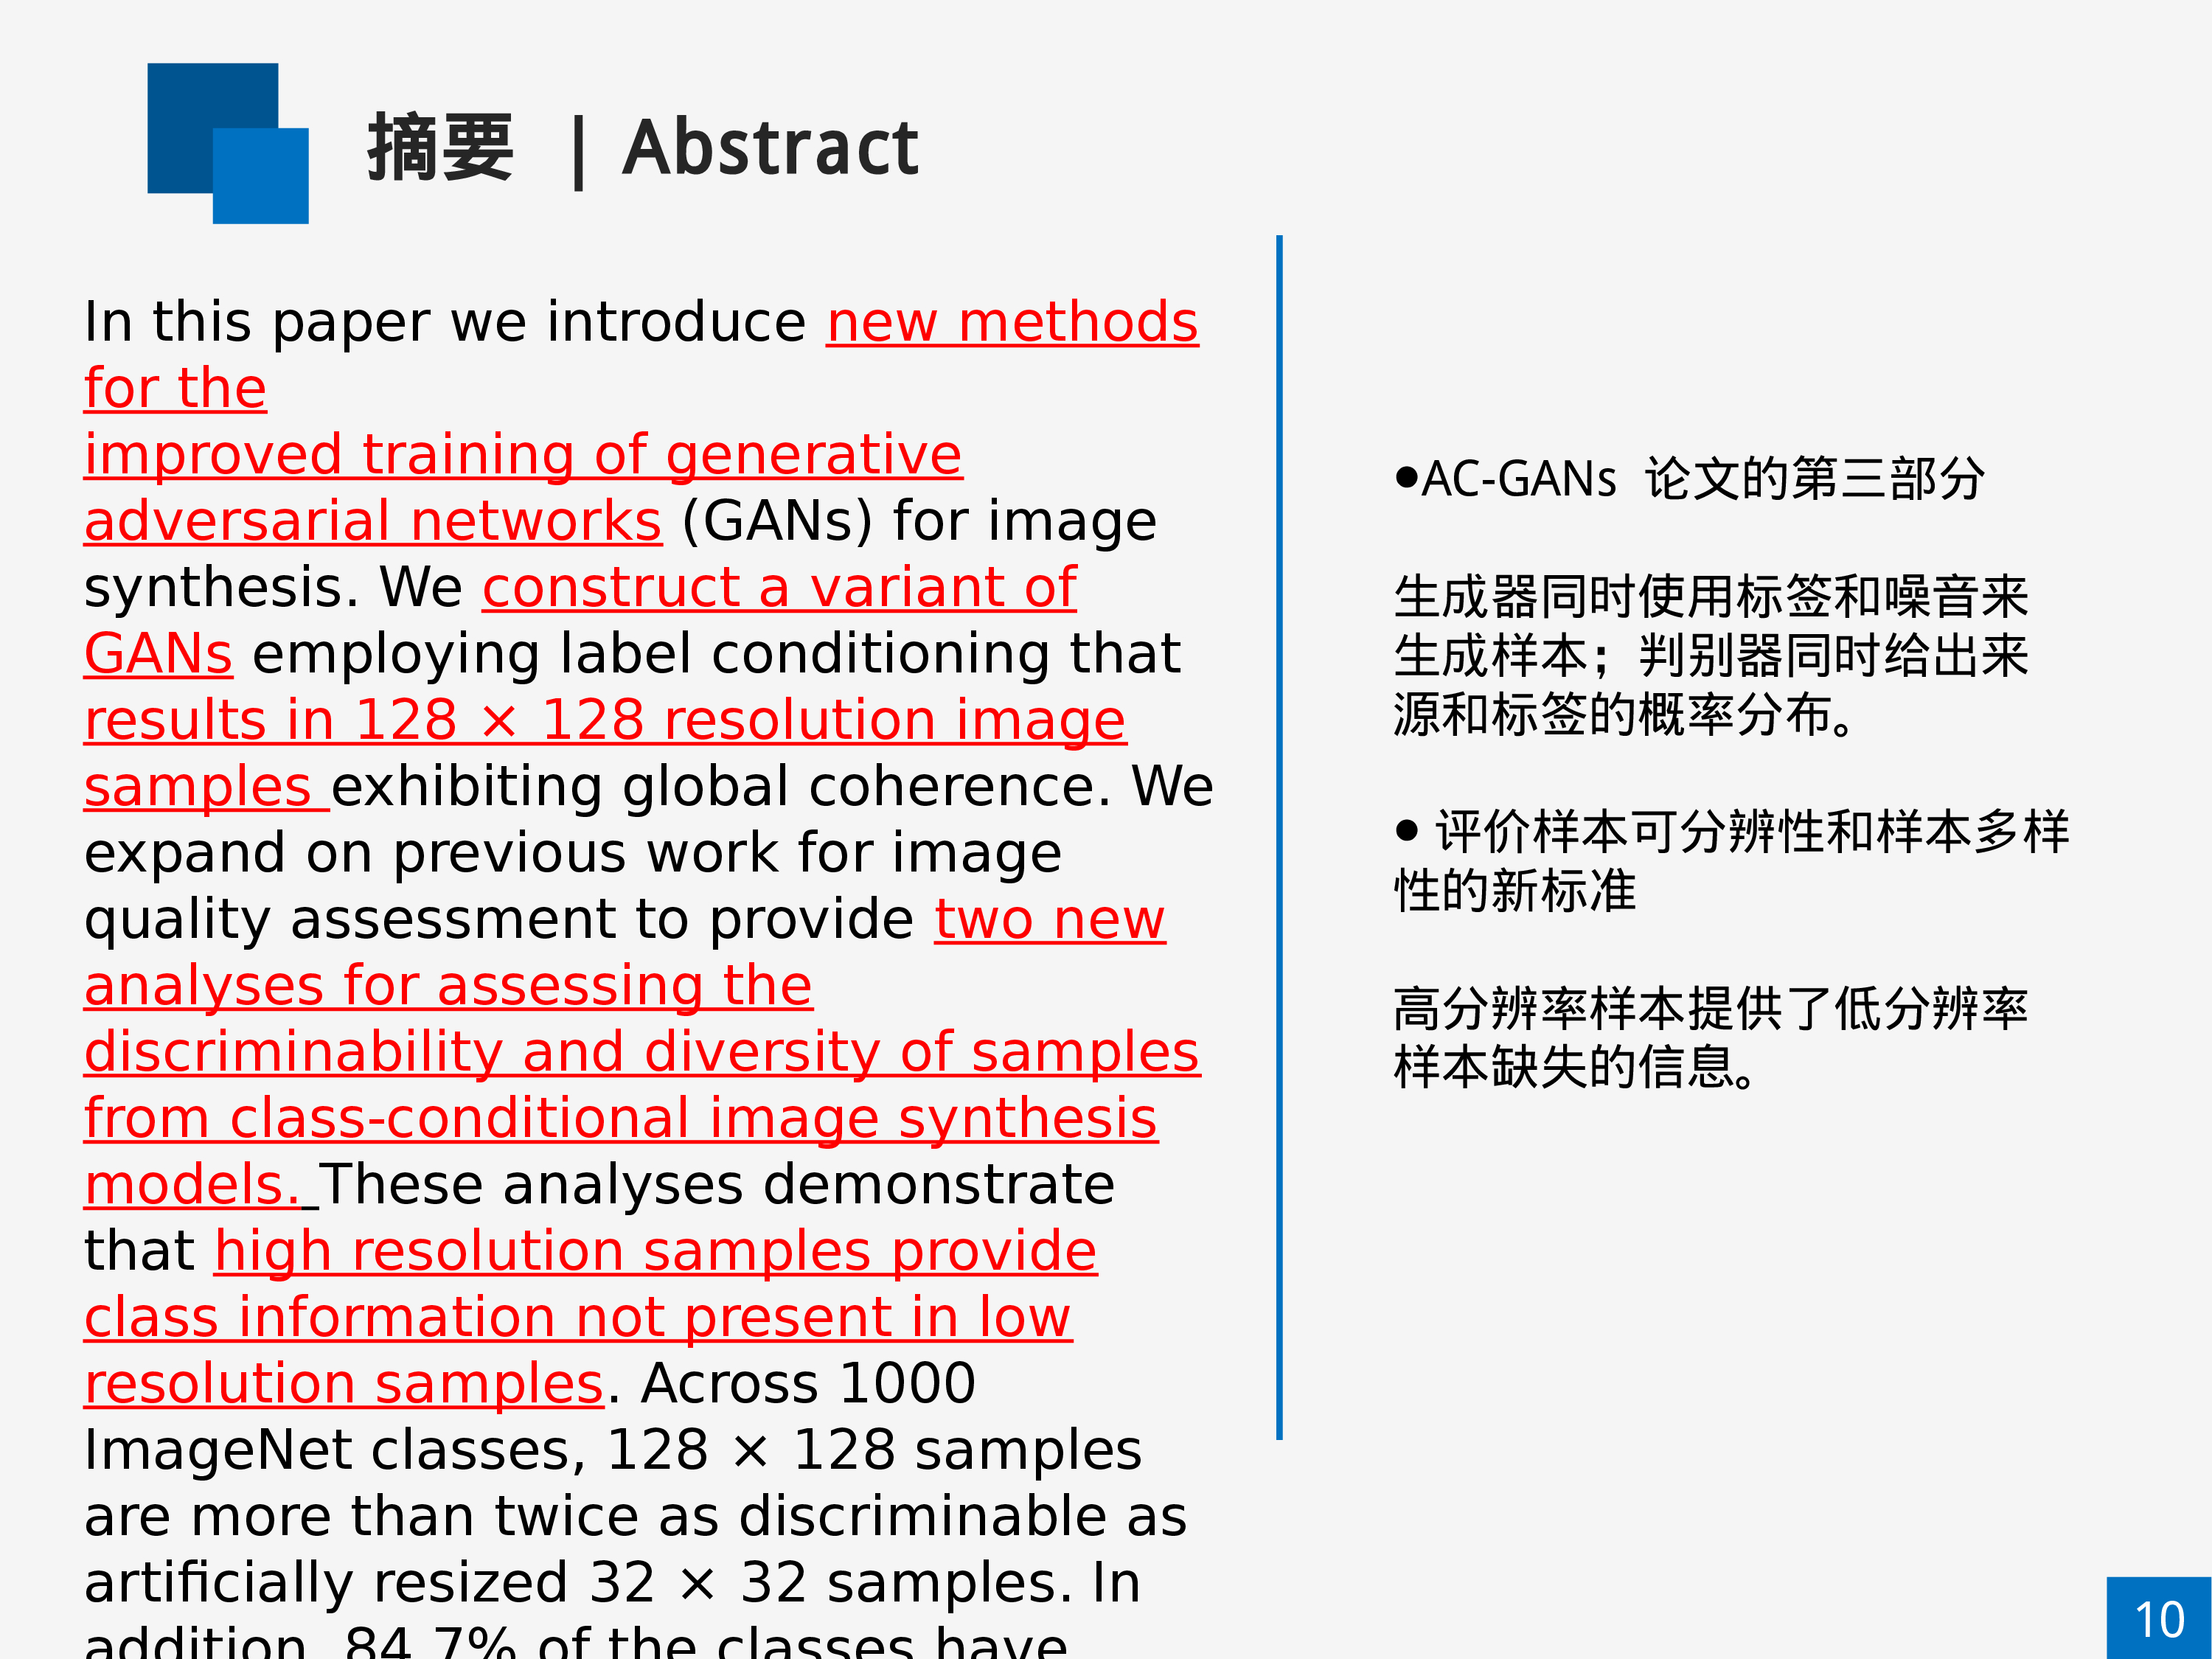 摘要 | Abstract
In this paper we introduce new methods
for the
improved training of generative
adversarial networks (GANs) for image
synthesis. We construct a variant of
GANs employing label conditioning that
results in 128 × 128 resolution image
samples exhibiting global coherence. We
expand on previous work for image
quality assessment to provide two new
analyses for assessing the
discriminability and diversity of samples
from class-conditional image synthesis
models. These analyses demonstrate
that high resolution samples provide
class information not present in low
resolution samples. Across 1000
ImageNet classes, 128 × 128 samples
are more than twice as discriminable as
artificially resized 32 × 32 samples. In
addition, 84.7% of the classes have
●AC-GANs 论文的第三部分
生成器同时使用标签和噪音来
生成样本；判别器同时给出来
源和标签的概率分布。
● 评价样本可分辨性和样本多样
性的新标准
高分辨率样本提供了低分辨率
样本缺失的信息。
10